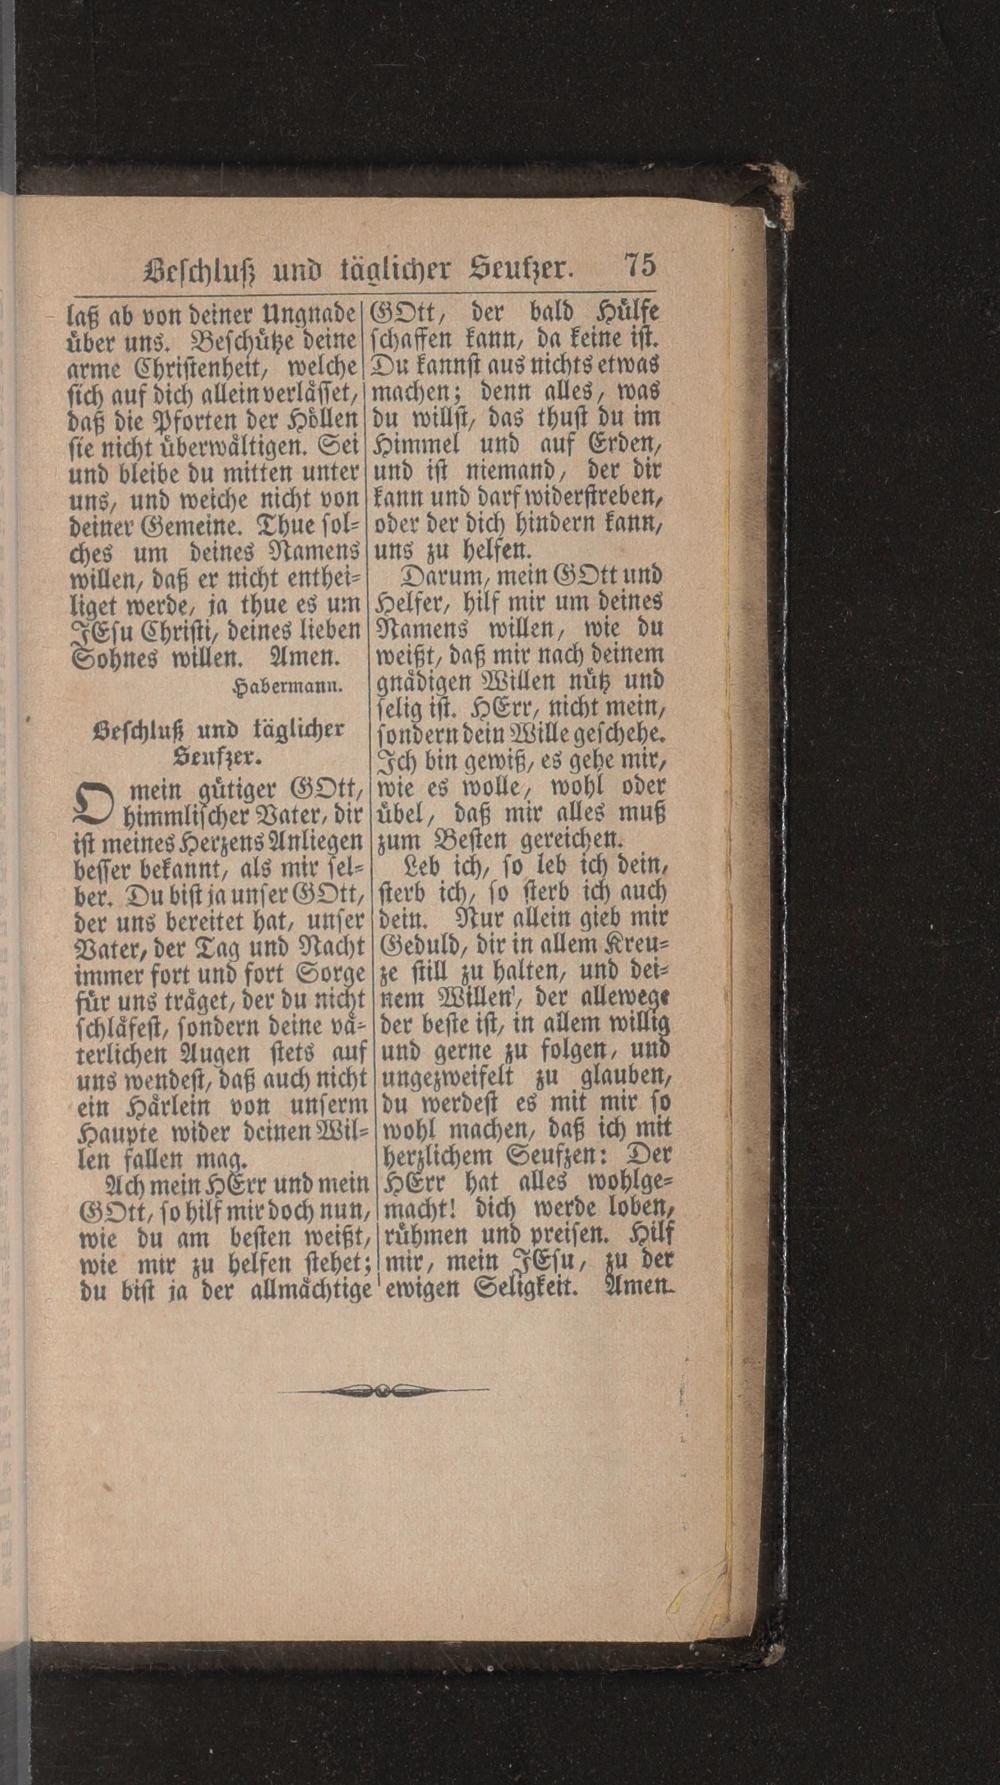 Beschluß und täglicher Seufzer. 75
laß ab von deiner Ungnade
über uns. Beschütze deine
arme Christenheit, welche
sich auf dich allein verlässet,
daß die Pforten der Höllen
sie nicht überwältigen. Sei
und bleibe du mitten unter
uns, und weiche nicht von
deiner Gemeine. Thue sol-
ches um deines Namens
willen, daß er nicht enthei-
liget werde, ja thue es um
JEsu Christi, deines lieben
Sohnes willen. Amen.
Habermann.
Beschluß und täglicher
Seufzer.
O mein gütiger GOtt,
himmlischer Vater, dir
ist meines Herzens Anliegen
besser bekannt, als mir sel-
ber. Du bist ja unser GOtt,
der uns bereitet hat, unser
Vater, der Tag und Nacht
immer fort und fort Sorge
für uns träget, der du nicht
schläfest, sondern deine vä-
terlichen Augen stets auf
uns wendest, daß auch nicht
ein Härlein von unserm
Haupte wider deinen Wil-
len fallen mag.
Ach mein HErr und mein
GOtt, so hilf mir doch nun,
wie du am besten weißt,
wie mir zu helfen stehet;
du bist ja der allmächtige
GOtt, der bald Hülfe
schaffen kann, da keine ist.
Du kannst aus nichts etwas
machen; denn alles, was
du willst, das thust du im
Himmel und auf Erden,
und ist niemand, der dir
kann und darf widerstreben,
oder der dich hindern kann,
uns zu helfen.
Darum, mein GOtt und
Helfer, hilf mir um deines
Namens willen, wie du
weißt, daß mir nach deinem
gnädigen Willen nütz und
selig ist. HErr, nicht mein,
sondern dein Wille geschehe.
Ich bin gewiß, es gehe mir,
wie es wolle, wohl oder
übel, daß mir alles muß
zum Besten gereichen.
Leb ich, so leb ich dein,
sterb ich, so sterb ich auch
dein. Nur allein gieb mir
Geduld, dir in allem Kreu-
ze still zu halten, und dei-
nem Willen, der allewege
der beste ist, in allem willig
und gerne zu folgen, und
ungezweifelt zu glauben,
du werdest es mit mir so
wohl machen, daß ich mit
herzlichem Seufzen: Der
HErr hat alles wohlge-
macht! dich werde loben,
rühmen und preisen. Hilf
mir, mein JEsu, zu der
ewigen Seligkeit. Amen.